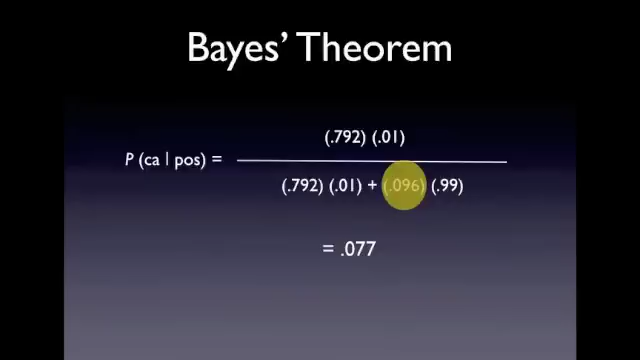 Bayes’ Theorem
(.792) (.01)
P (ca | pos) =
(.792) (.01) + (.096) (.99)
= .077